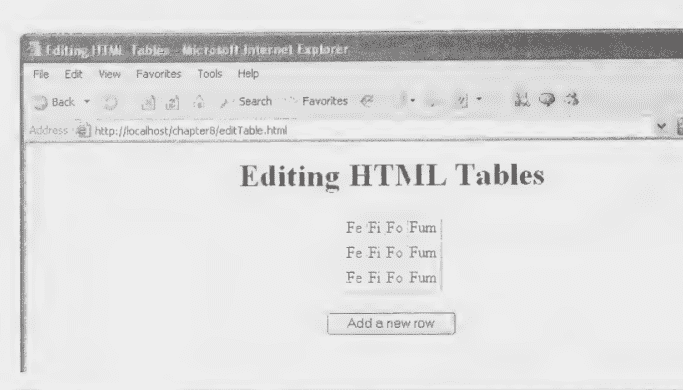 Editing HTML Tables - Microsoft Internet Explorer
File Edit View Favorites Tools Help
Back Search Favorites
Address http://localhost/chapter8/editTable.html
Editing HTML Tables
Fe Fi Fo Fum
Fe Fi Fo Fum
Fe Fi Fo Fum
Add a new row